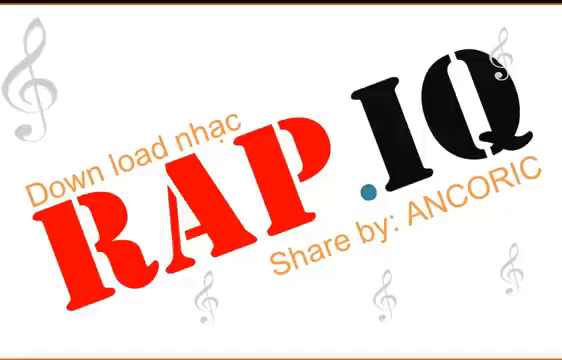 Down load nhạc
RAP.IQ
Share by: ANCORIC